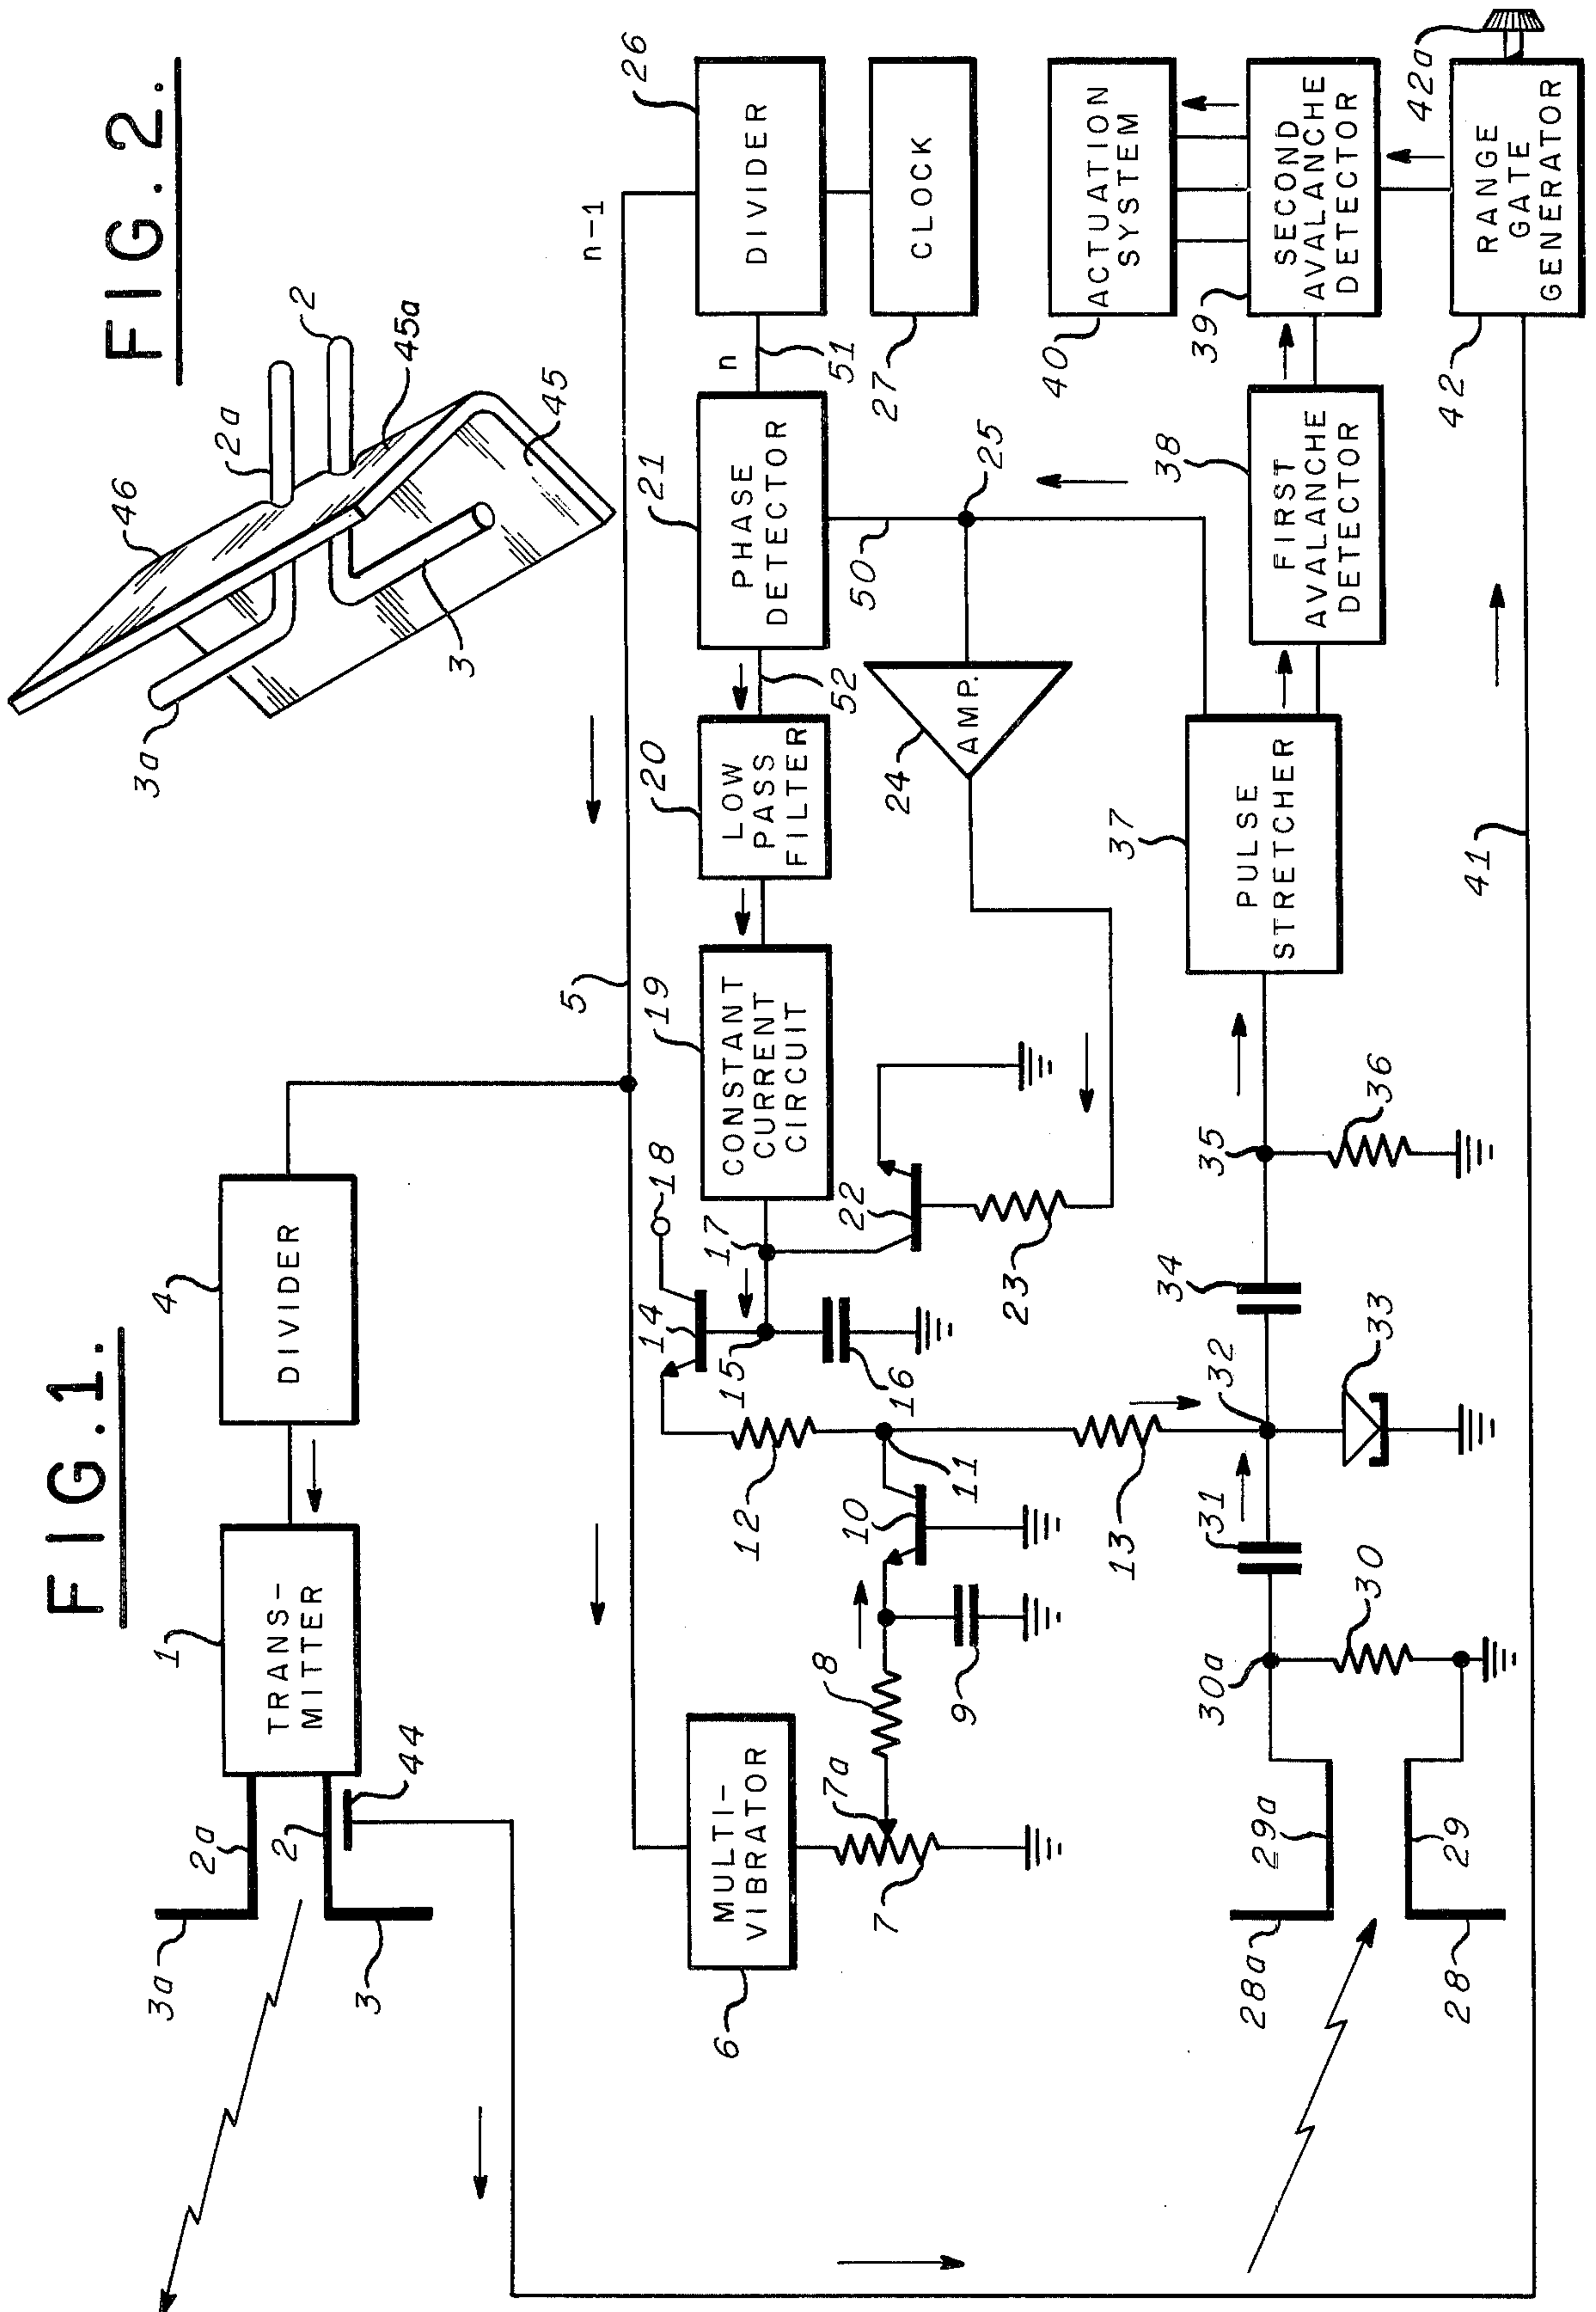 FIG.1.
3a
2a
2
3
44
1
TRANS-
MITTER
4
DIVIDER
FIG.2.
3a
46
2a
2
45a
45
3
5
n-1
6
MULTI-
VIBRATOR
7
7a
8
9
10
11
12
13
14
15
16
17
18
19
CONSTANT
CURRENT
CIRCUIT
20
LOW
PASS
FILTER
52
21
PHASE
DETECTOR
n
51
26
DIVIDER
27
CLOCK
22
23
24
AMP.
50
25
28a
29a
28
29
30a
30
31
32
33
34
35
36
37
PULSE
STRETCHER
38
FIRST
AVALANCHE
DETECTOR
39
SECOND
AVALANCHE
DETECTOR
40
ACTUATION
SYSTEM
41
42
RANGE
GATE
GENERATOR
42a